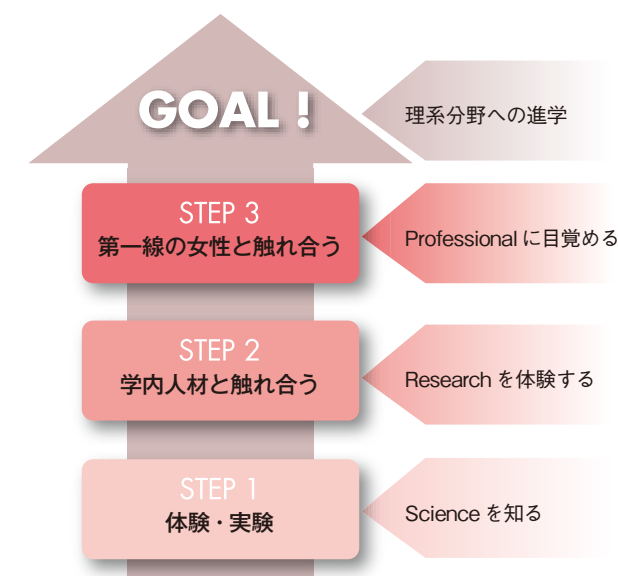 GOAL !
理系分野への進学
STEP 3
第一線の女性と触れ合う
Professional に目覚める
STEP 2
学内人材と触れ合う
Research を体験する
STEP 1
体験・実験
Science を知る